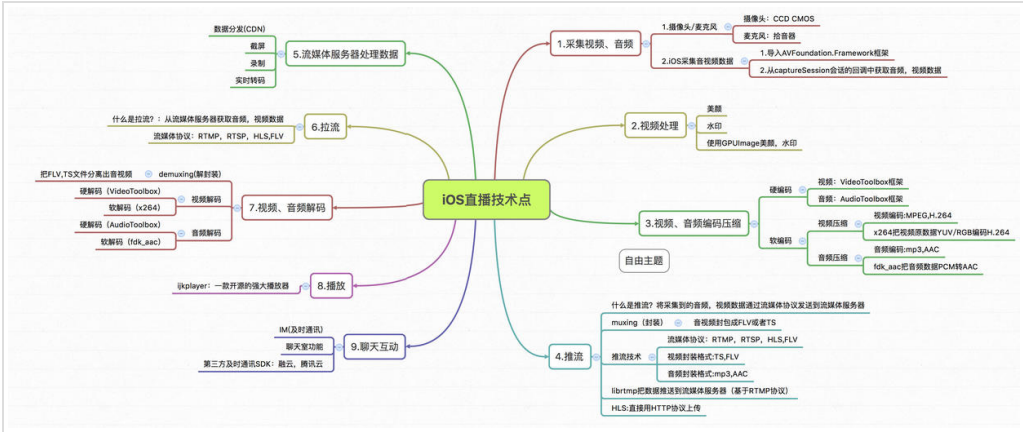 iOS直播技术点
1.采集视频、音频
1.摄像头/麦克风
摄像头：CCD CMOS
麦克风：拾音器
2.iOS采集音视频数据
1.导入AVFoundation.Framework框架
2.从captureSession会话的回调中获取音频，视频数据
2.视频处理
美颜
水印
使用GPUImage美颜，水印
3.视频、音频编码压缩
硬编码
视频：VideoToolbox框架
音频：AudioToolbox框架
软编码
视频压缩
视频编码:MPEG,H.264
x264把视频原数据YUV/RGB编码H.264
音频压缩
音频编码:mp3,AAC
fdk_aac把音频数据PCM转AAC
自由主题
4.推流
什么是推流？将采集到的音频，视频数据通过流媒体协议发送到流媒体服务器
muxing（封装）
音视频封包成FLV或者TS
推流技术
流媒体协议：RTMP，RTSP，HLS,FLV
视频封装格式:TS,FLV
音频封装格式:mp3,AAC
librtmp把数据推送到流媒体服务器（基于RTMP协议）
HLS:直接用HTTP协议上传
5.流媒体服务器处理数据
数据分发(CDN)
截屏
录制
实时转码
6.拉流
什么是拉流？：从流媒体服务器获取音频，视频数据
流媒体协议：RTMP，RTSP，HLS,FLV
7.视频、音频解码
demuxing(解封装)
把FLV,TS文件分离出音视频
视频解码
硬解码（VideoToolbox）
软解码（x264）
音频解码
硬解码（AudioToolbox）
软解码（fdk_aac）
8.播放
ijkplayer：一款开源的强大播放器
9.聊天互动
IM(及时通讯)
聊天室功能
第三方及时通讯SDK：融云，腾讯云